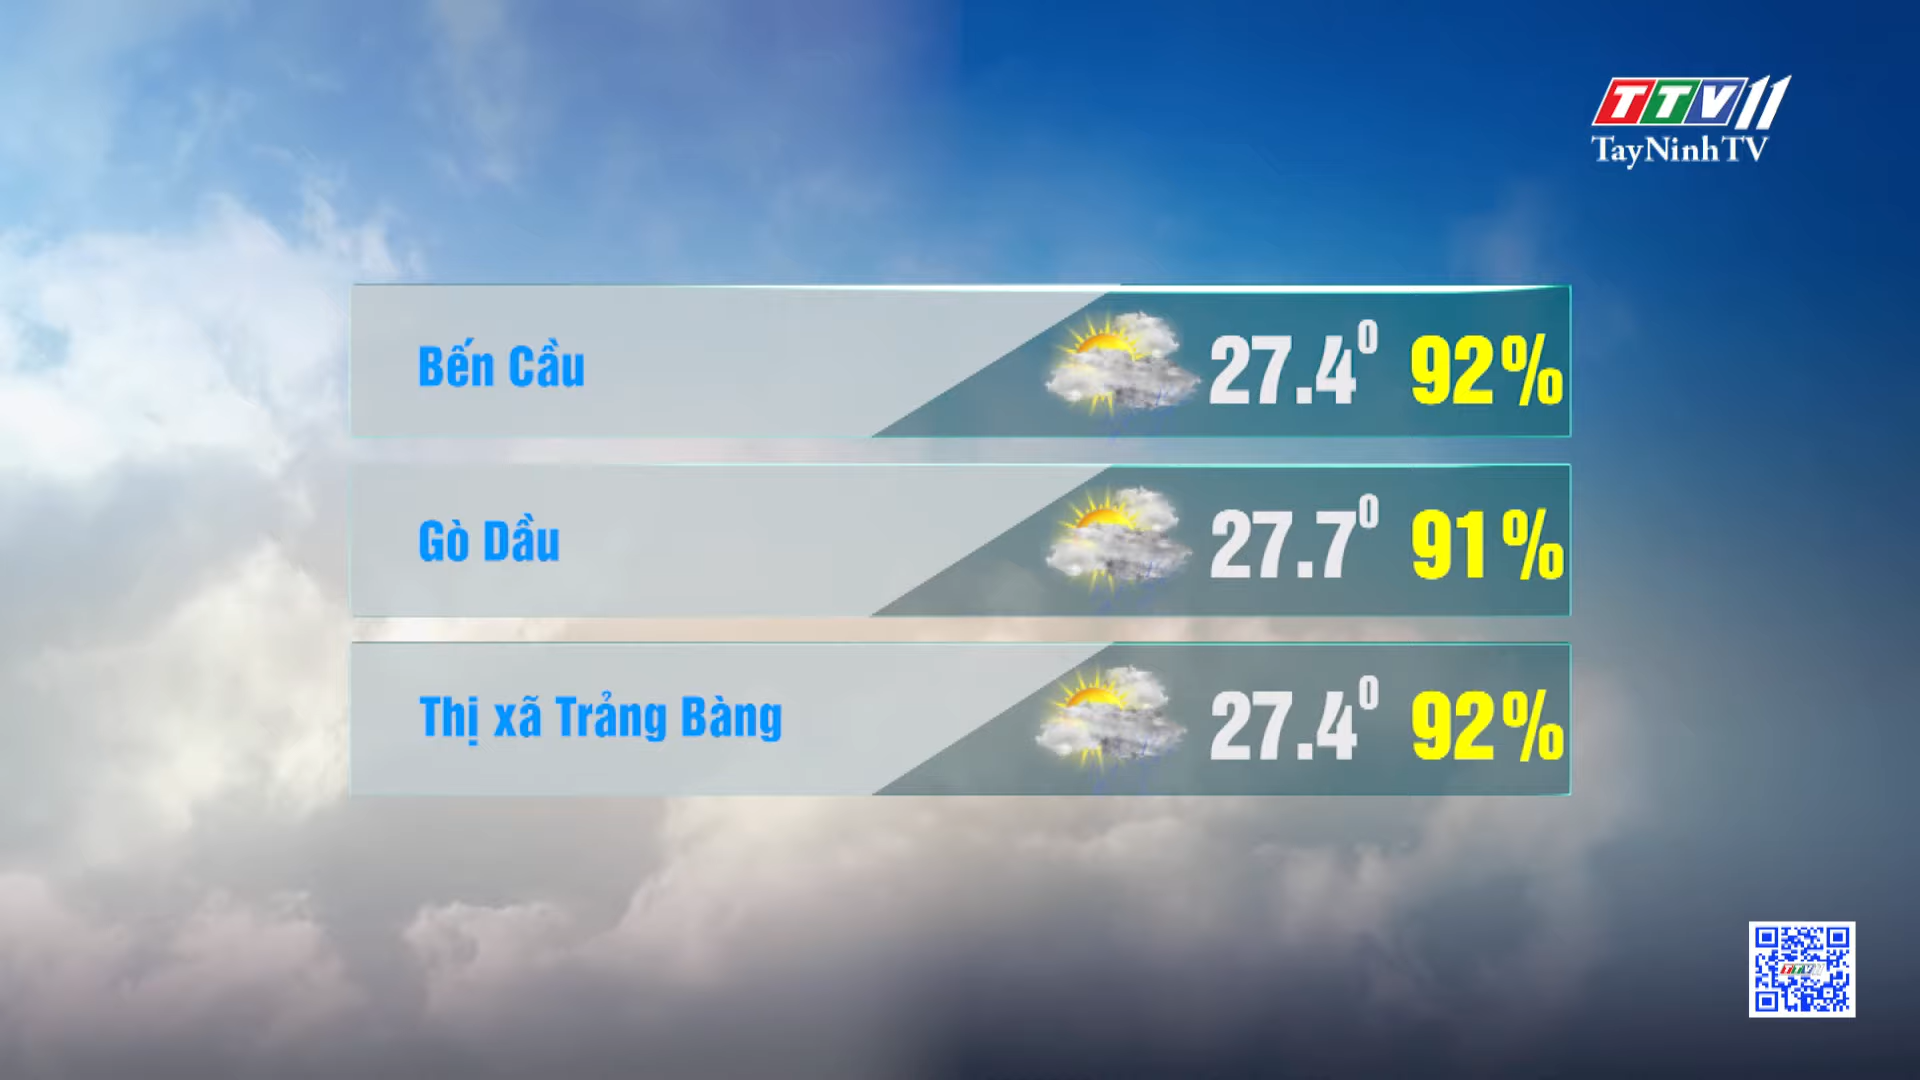 TTV11
TayNinhTV
Bến Cầu 27.4⁰ 92%
Gò Dầu 27.7⁰ 91%
Thị xã Trảng Bàng 27.4⁰ 92%
TTV11